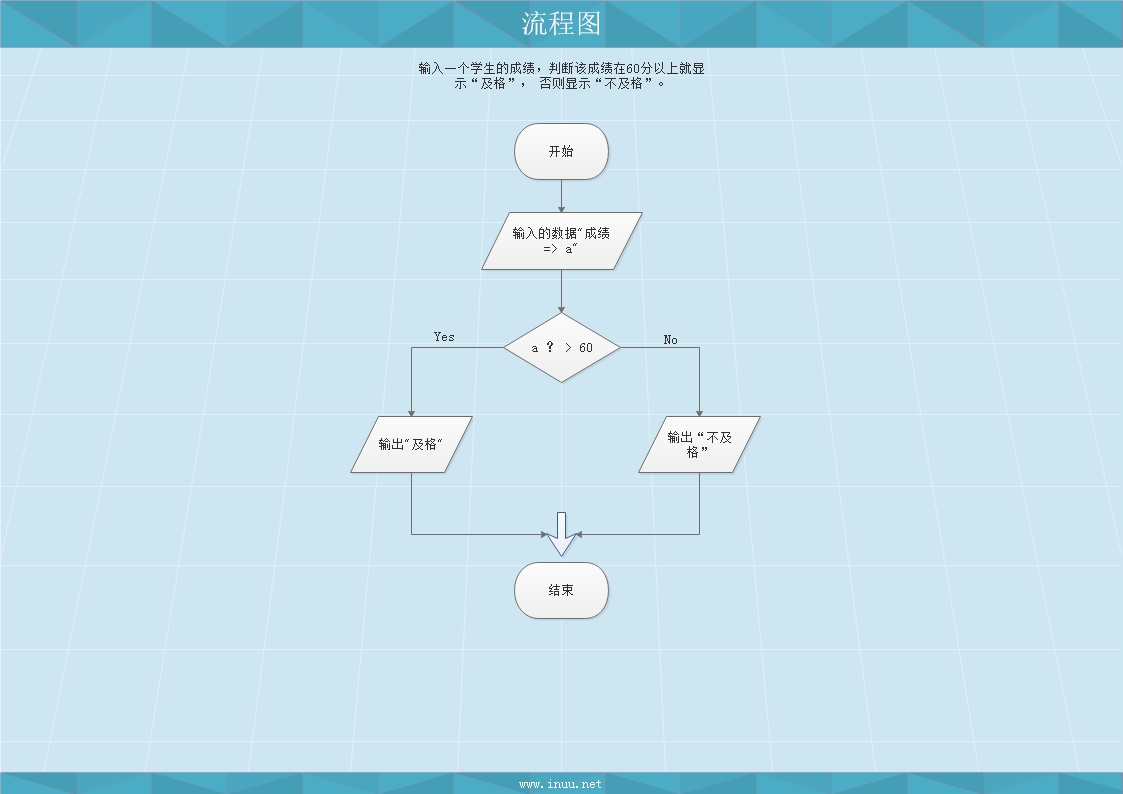 流程图
输入一个学生的成绩，判断该成绩在60分以上就显
示“及格”， 否则显示“不及格”。
开始
输入的数据"成绩
=> a"
Yes
a ？ > 60
No
输出"及格"
输出“不及
格”
结束
www.inuu.net